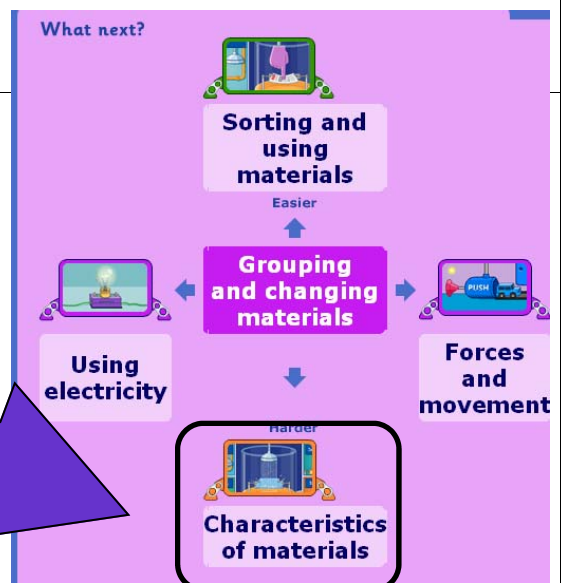 What next?
Sorting and
using
materials
Easier
Grouping
and changing
materials
PUSH
Using
electricity
Forces
and
movement
Harder
Characteristics
of materials